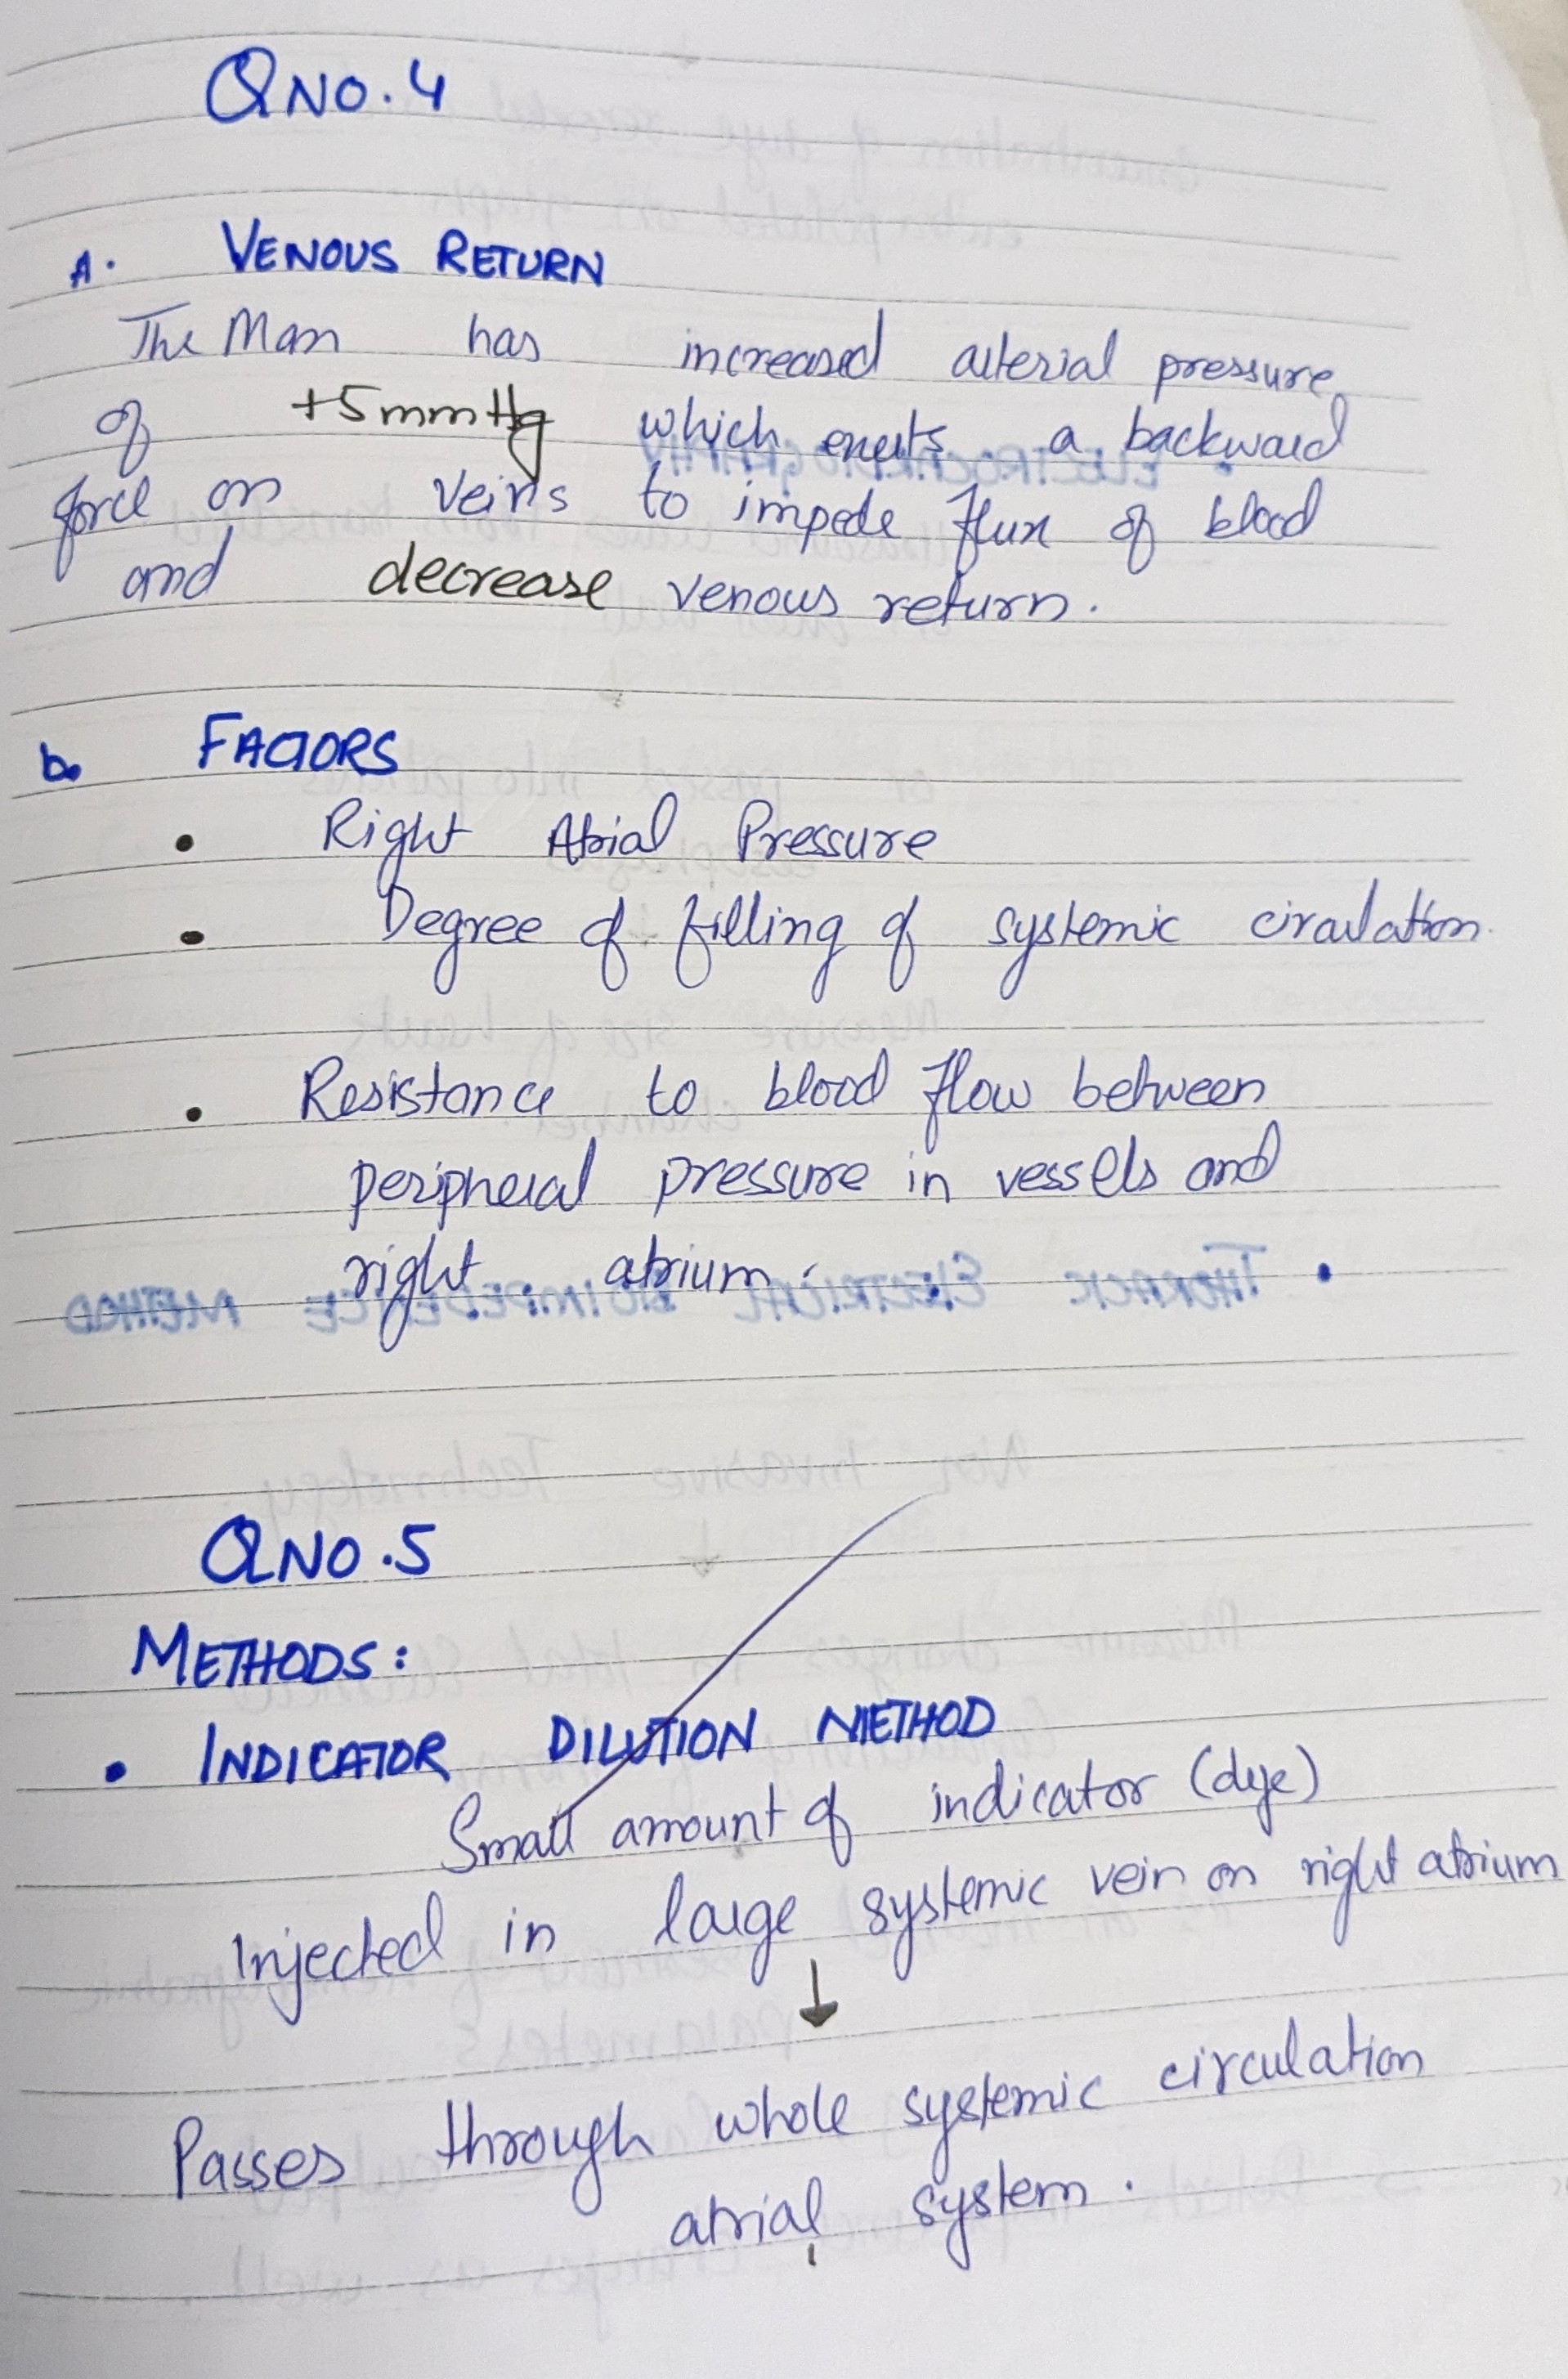 QNO.4
A. VENOUS RETURN
The Man has increased arterial pressure
of +5mmHg which exerts a backward
force on veins to impede flux of blood
and decrease venous return.
b. FACTORS
• Right Atrial Pressure
• Degree of filling of systemic circulation.
• Resistance to blood flow between
peripheral pressure in vessels and
right atrium.
QNO.5
METHODS:
• INDICATOR DILUTION METHOD
Small amount of indicator (dye)
Injected in large systemic vein on right atrium
↓
Passes through whole systemic circulation
atrial system.